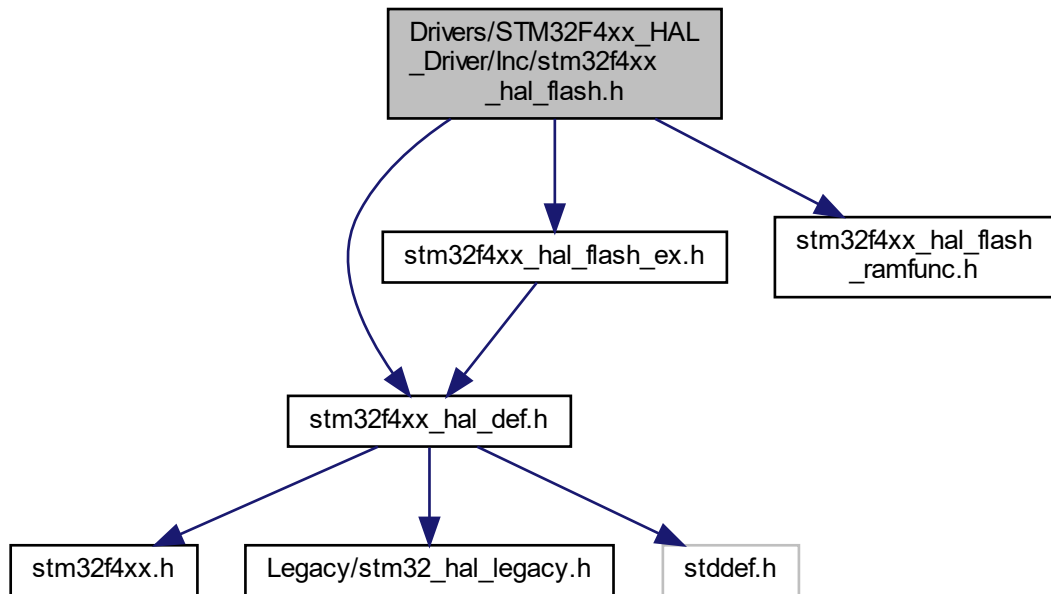 Drivers/STM32F4xx_HAL
_Driver/Inc/stm32f4xx
_hal_flash.h
stm32f4xx_hal_flash_ex.h
stm32f4xx_hal_flash
_ramfunc.h
stm32f4xx_hal_def.h
stm32f4xx.h
Legacy/stm32_hal_legacy.h
stddef.h